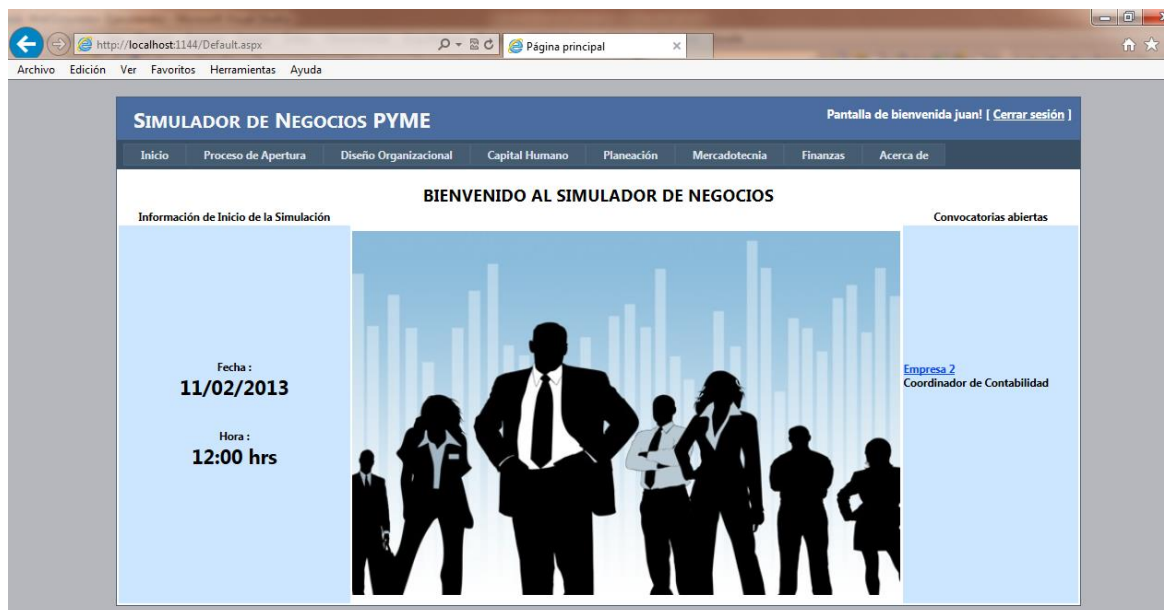 http://localhost:1144/Default.aspx
Página principal
Archivo Edición Ver Favoritos Herramientas Ayuda
SIMULADOR DE NEGOCIOS PYME
Pantalla de bienvenida juan! [ Cerrar sesión ]
Inicio Proceso de Apertura Diseño Organizacional Capital Humano Planeación Mercadotecnia Finanzas Acerca de
BIENVENIDO AL SIMULADOR DE NEGOCIOS
Información de Inicio de la Simulación
Convocatorias abiertas
Fecha :
11/02/2013
Hora :
12:00 hrs
Empresa 2
Coordinador de Contabilidad